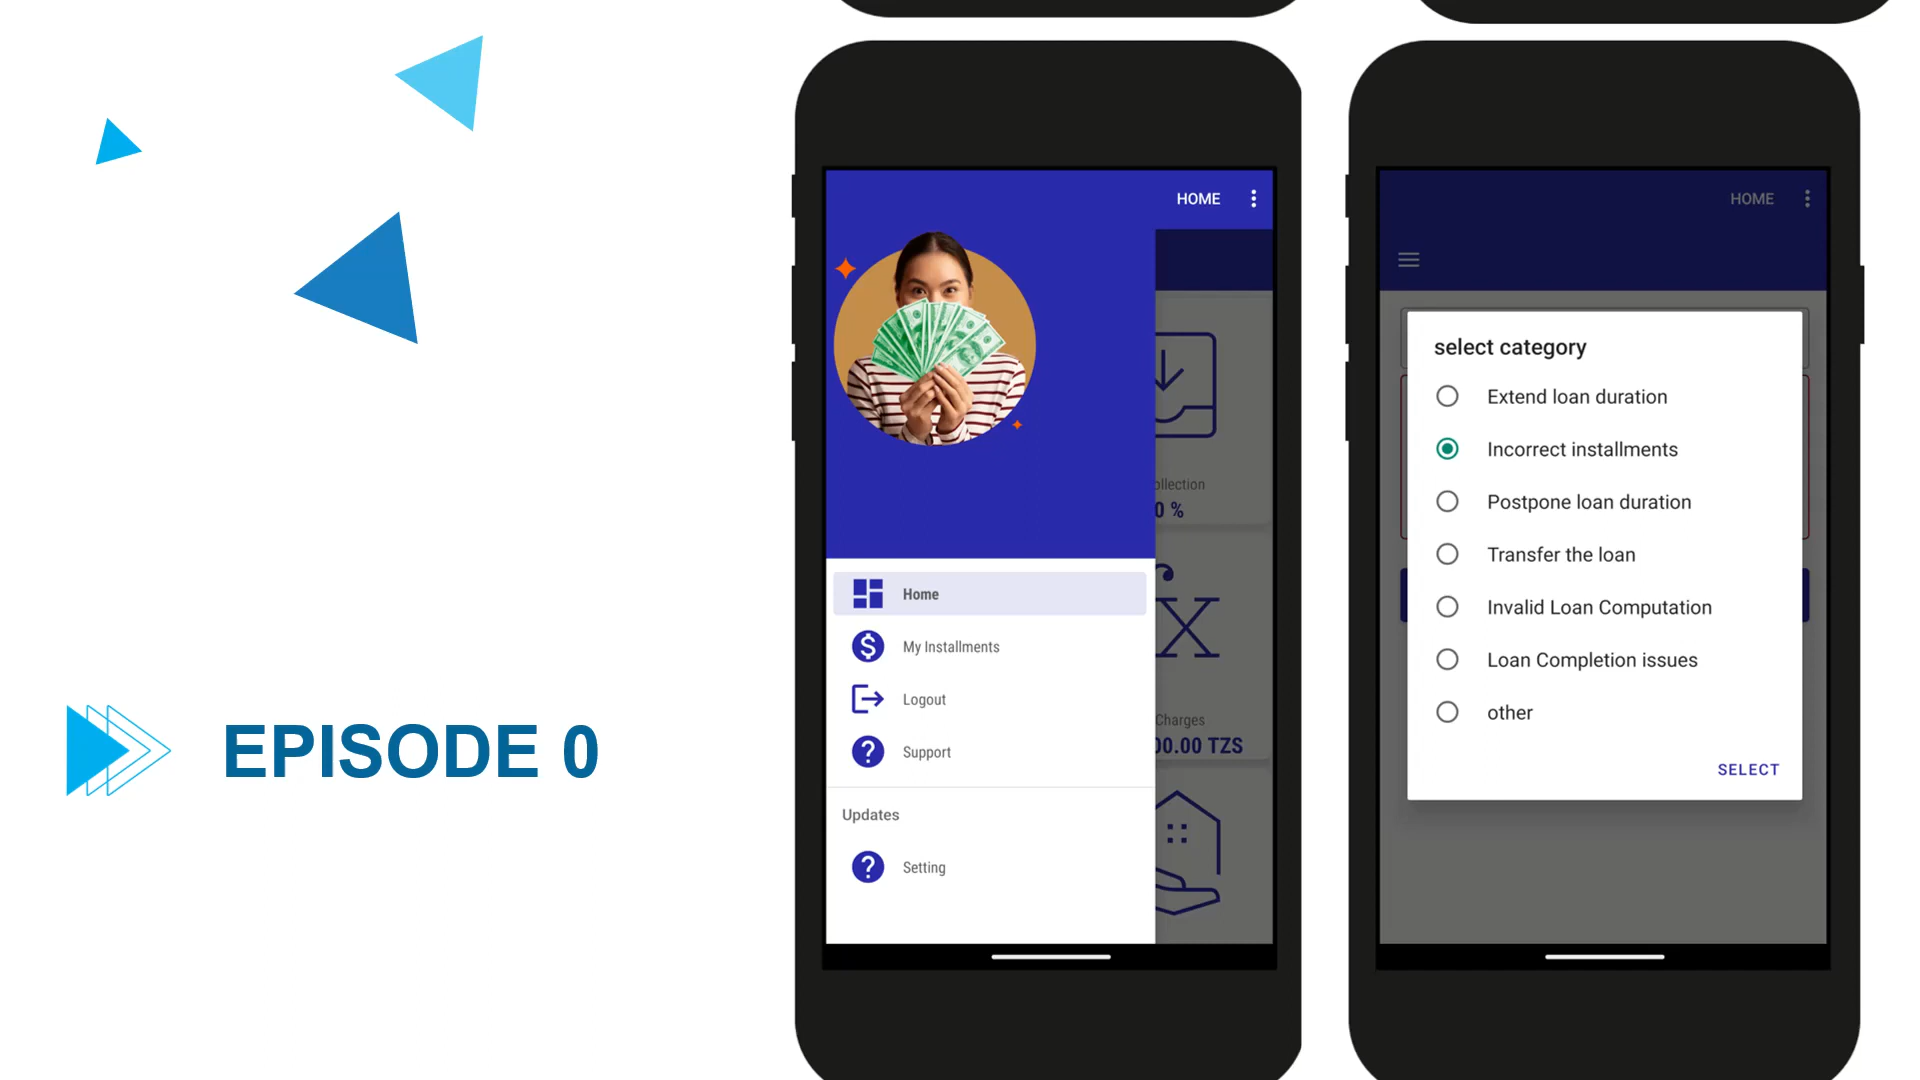 EPISODE 0
HOME
Collection
0 %
Charges
00.00 TZS
Home
My Installments
Logout
Support
Updates
Setting
HOME
select category
Extend loan duration
Incorrect installments
Postpone loan duration
Transfer the loan
Invalid Loan Computation
Loan Completion issues
other
SELECT